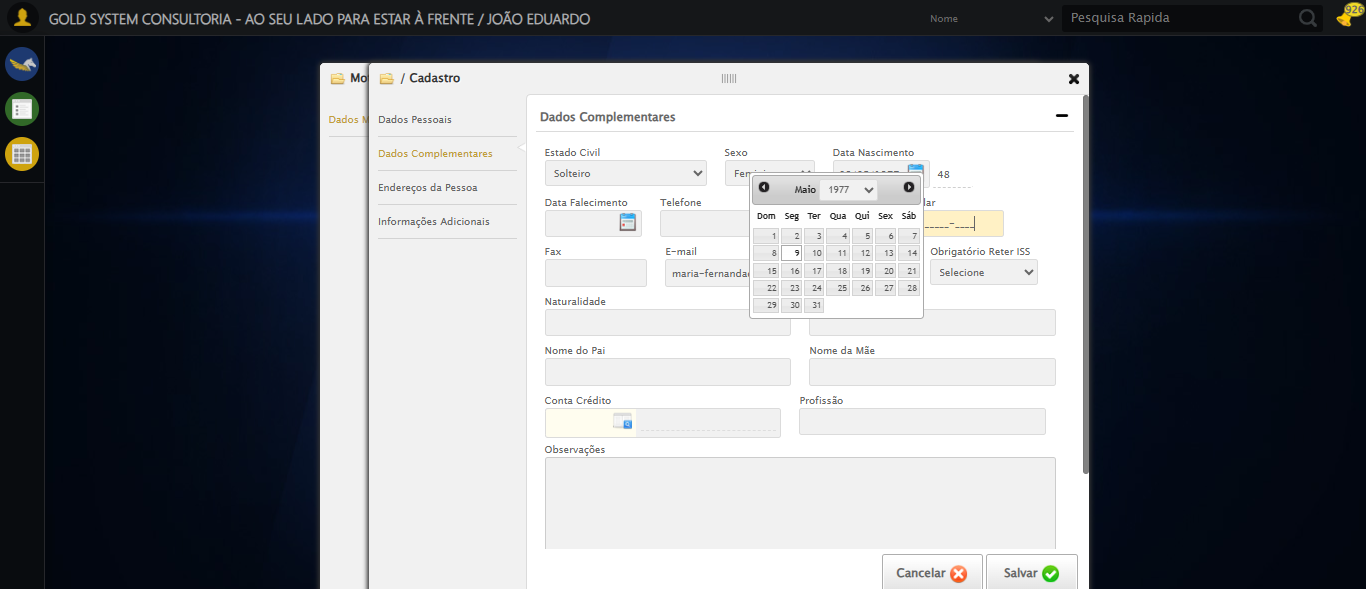 GOLD SYSTEM CONSULTORIA - AO SEU LADO PARA ESTAR À FRENTE / JOÃO EDUARDO
Nome
Pesquisa Rapida
926
/ Cadastro
Dados Pessoais
Dados Complementares
Endereços da Pessoa
Informações Adicionais
Dados Complementares
Estado Civil
Sexo
Data Nascimento
Solteiro
48
Maio 1977
Dom Seg Ter Qua Qui Sex Sáb
1 2 3 4 5 6 7
8 9 10 11 12 13 14
15 16 17 18 19 20 21
22 23 24 25 26 27 28
29 30 31
Data Falecimento
Telefone
Fax
E-mail
Obrigatório Reter ISS
maria-fernanda
Selecione
Naturalidade
Nome do Pai
Nome da Mãe
Conta Crédito
Profissão
Observações
Cancelar
Salvar